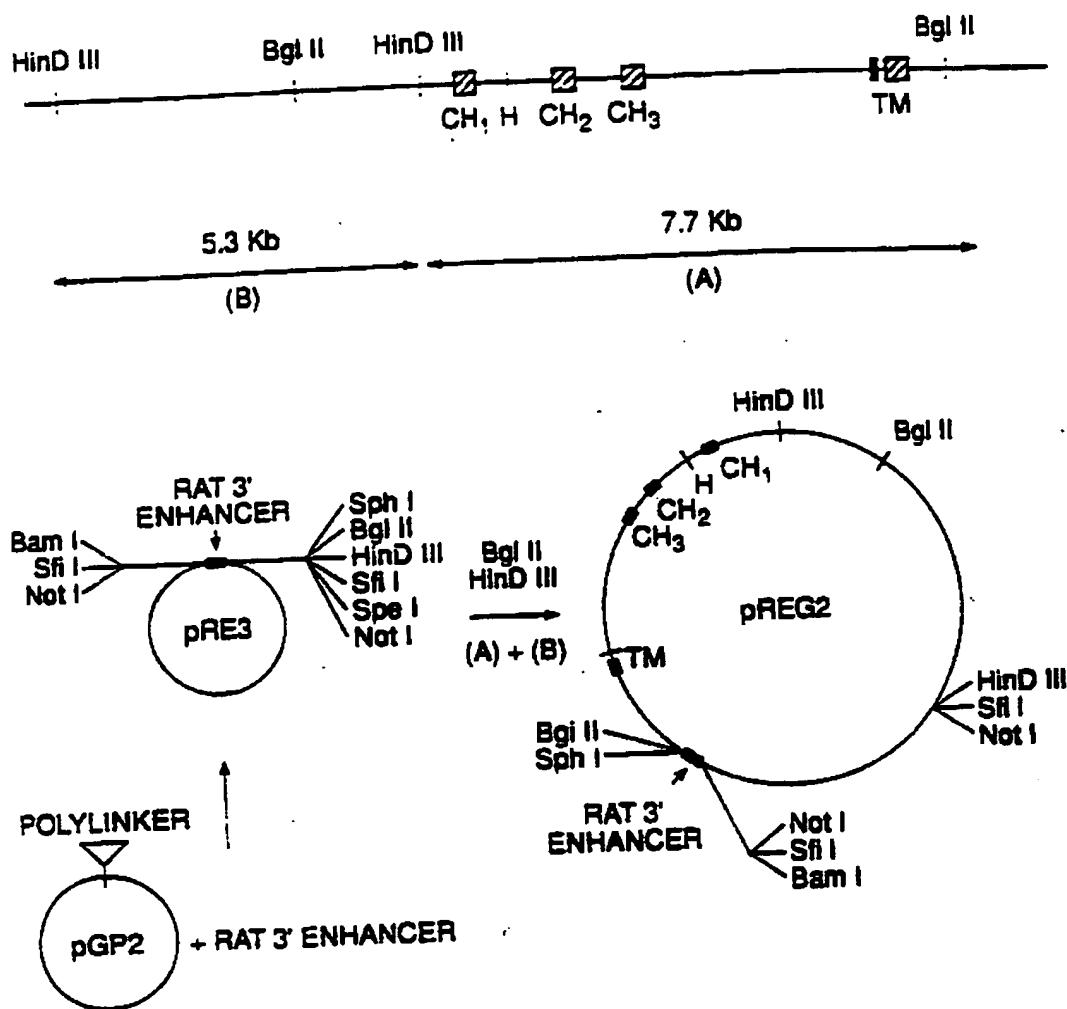 HinD III
Bgl II
HinD III
Bgl II
CH1
H
CH2
CH3
TM
5.3 Kb
7.7 Kb
(B)
(A)
RAT 3'
ENHANCER
Bam I
Sfi I
Not I
Sph I
Bgl II
HinD III
Sfi I
Spe I
Not I
pRE3
Bgl II
HinD III
(A) + (B)
HinD III
Bgl II
CH1
H
CH2
CH3
pREG2
TM
HinD III
Sfi I
Not I
Bgl II
Sph I
RAT 3'
ENHANCER
Not I
Sfi I
Bam I
POLYLINKER
pGP2
+ RAT 3' ENHANCER